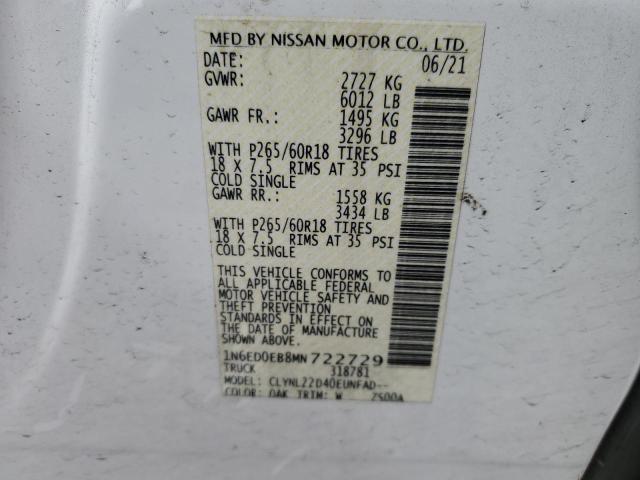 MFD BY NISSAN MOTOR CO., LTD.
DATE: 06/21
GVWR: 2727 KG
6012 LB
GAWR FR.: 1495 KG
3296 LB
WITH P265/60R18 TIRES
18 X 7.5 RIMS AT 35 PSI
COLD SINGLE
GAWR RR.: 1558 KG
3434 LB
WITH P265/60R18 TIRES
18 X 7.5 RIMS AT 35 PSI
COLD SINGLE
THIS VEHICLE CONFORMS TO
ALL APPLICABLE FEDERAL
MOTOR VEHICLE SAFETY AND
THEFT PREVENTION
STANDARDS IN EFFECT ON
THE DATE OF MANUFACTURE
SHOWN ABOVE.
1N6ED0EB8MN722729
TRUCK 318781
MODEL: CLYNL22D40EUNFAD--
COLOR: QAK TRIM: W ZS00A